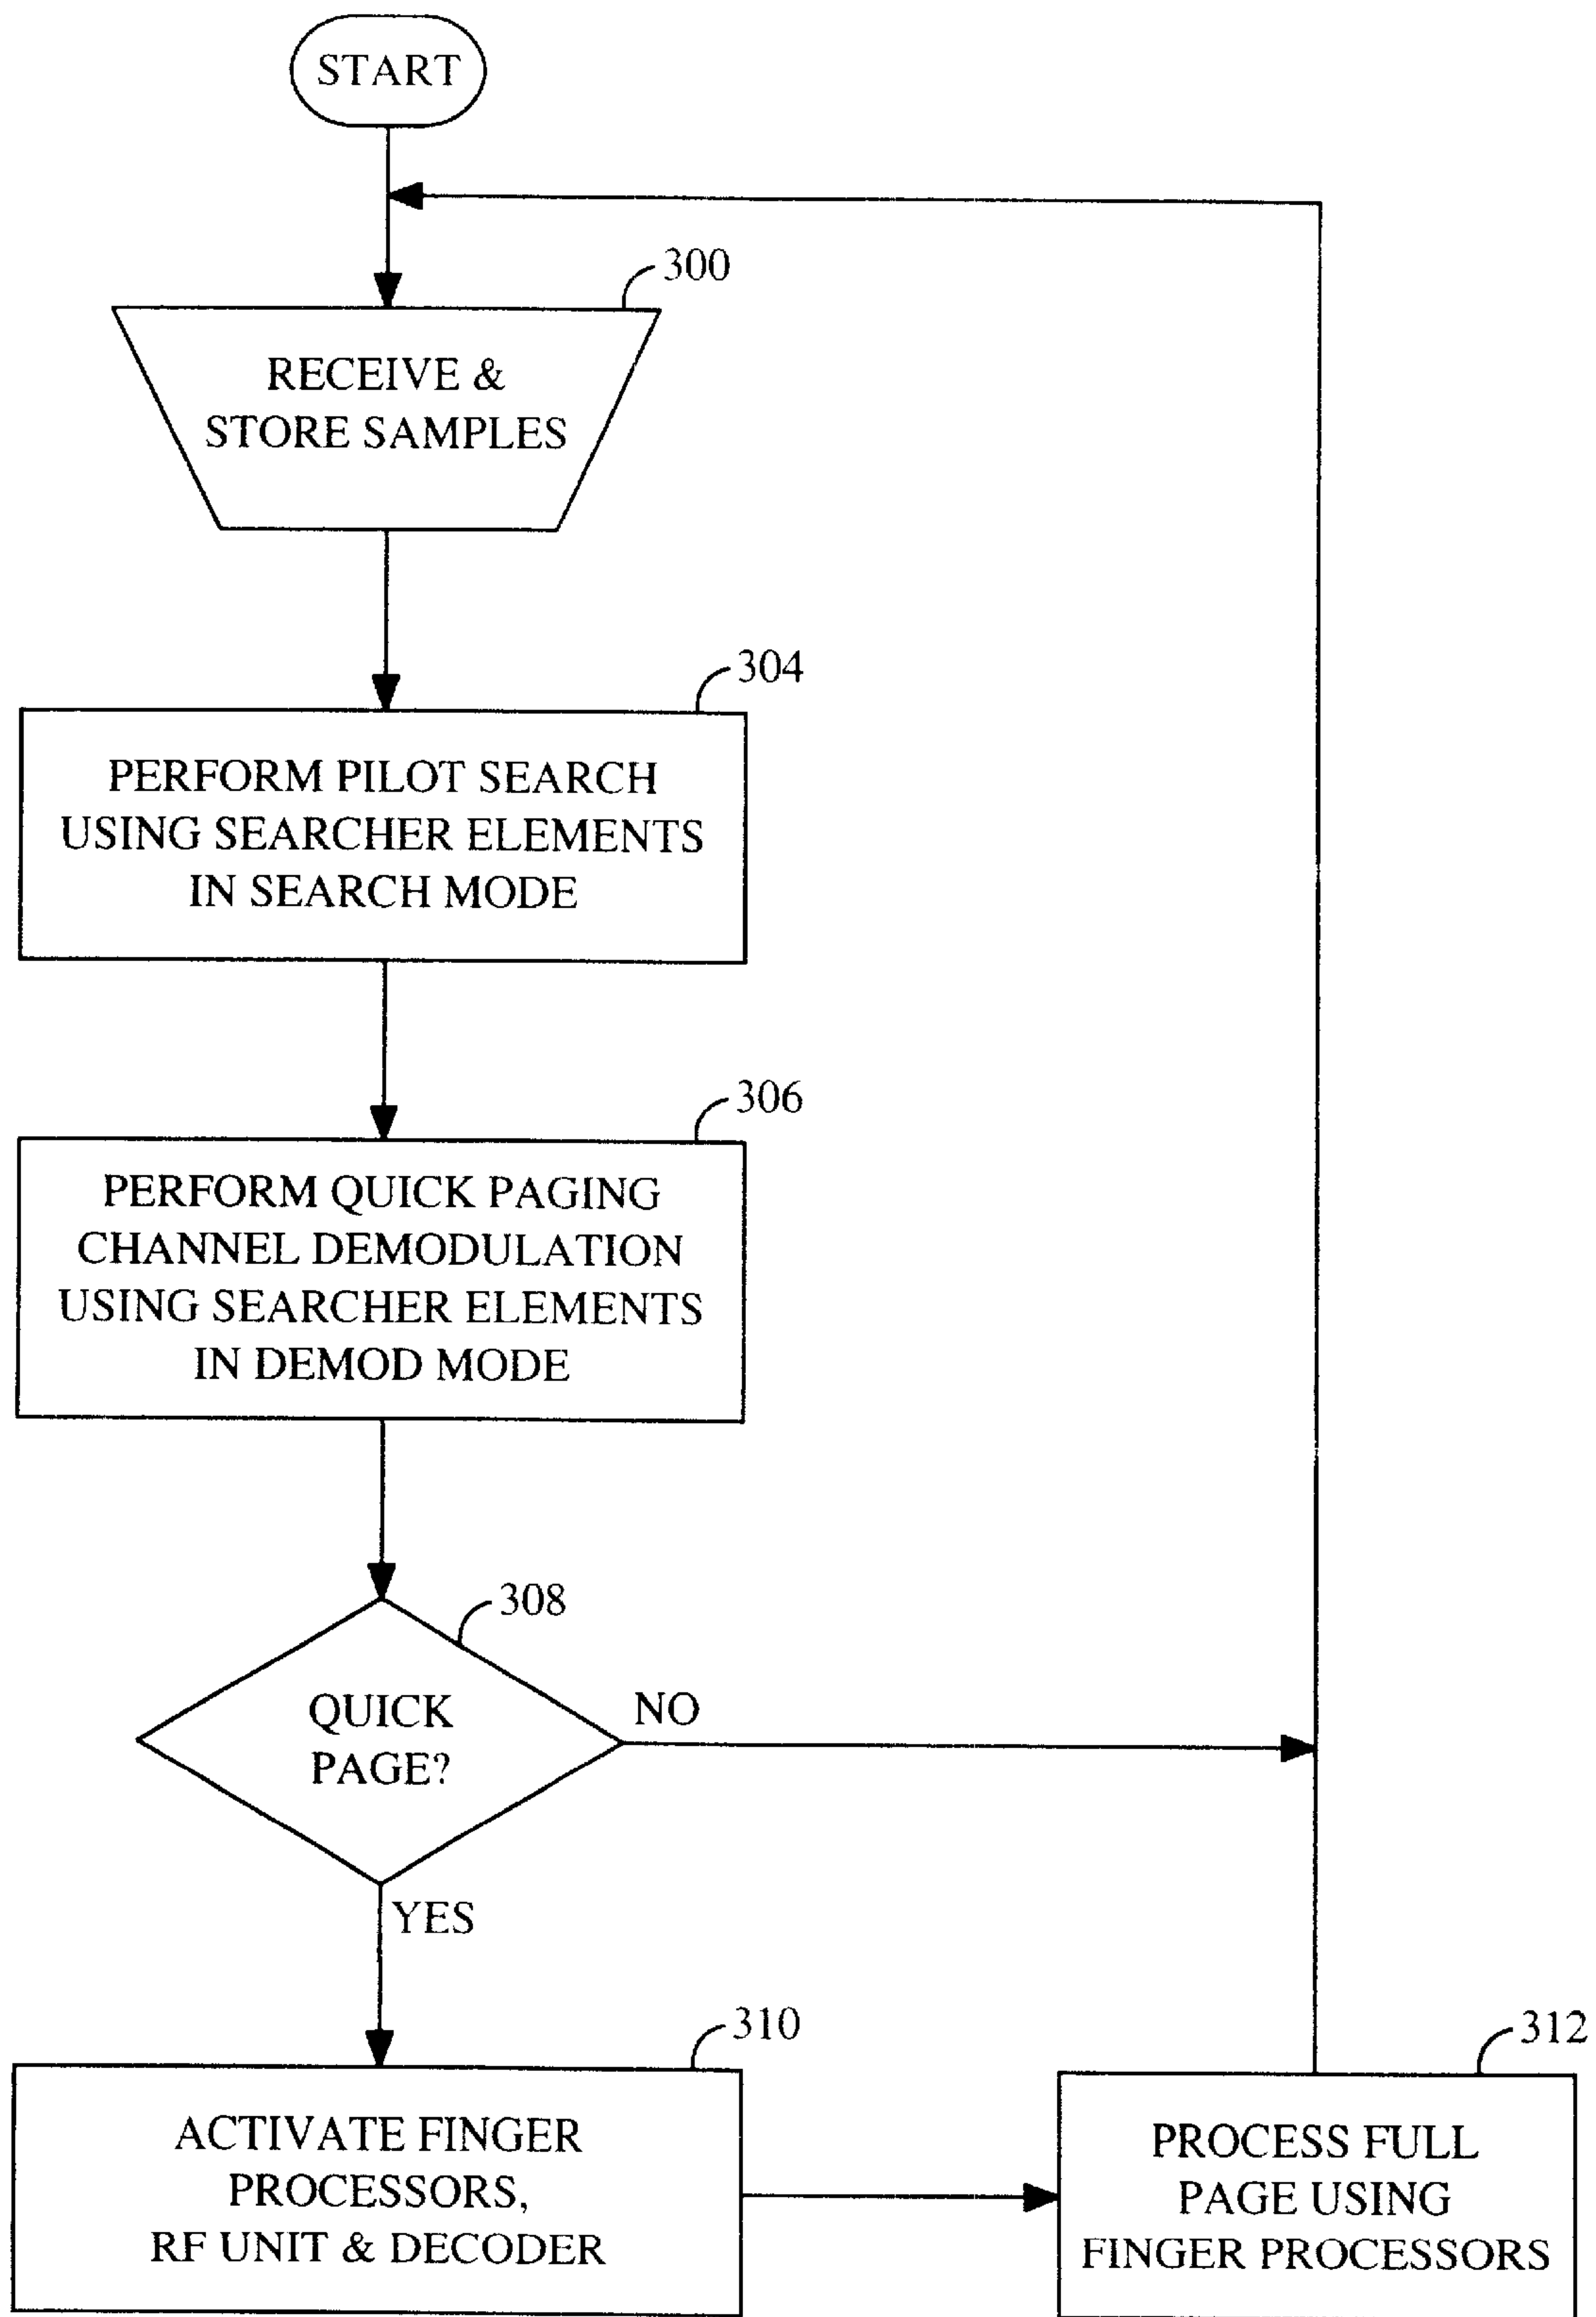 START
300
RECEIVE &
STORE SAMPLES
304
PERFORM PILOT SEARCH
USING SEARCHER ELEMENTS
IN SEARCH MODE
306
PERFORM QUICK PAGING
CHANNEL DEMODULATION
USING SEARCHER ELEMENTS
IN DEMOD MODE
308
QUICK
PAGE?
NO
YES
310
ACTIVATE FINGER
PROCESSORS,
RF UNIT & DECODER
312
PROCESS FULL
PAGE USING
FINGER PROCESSORS